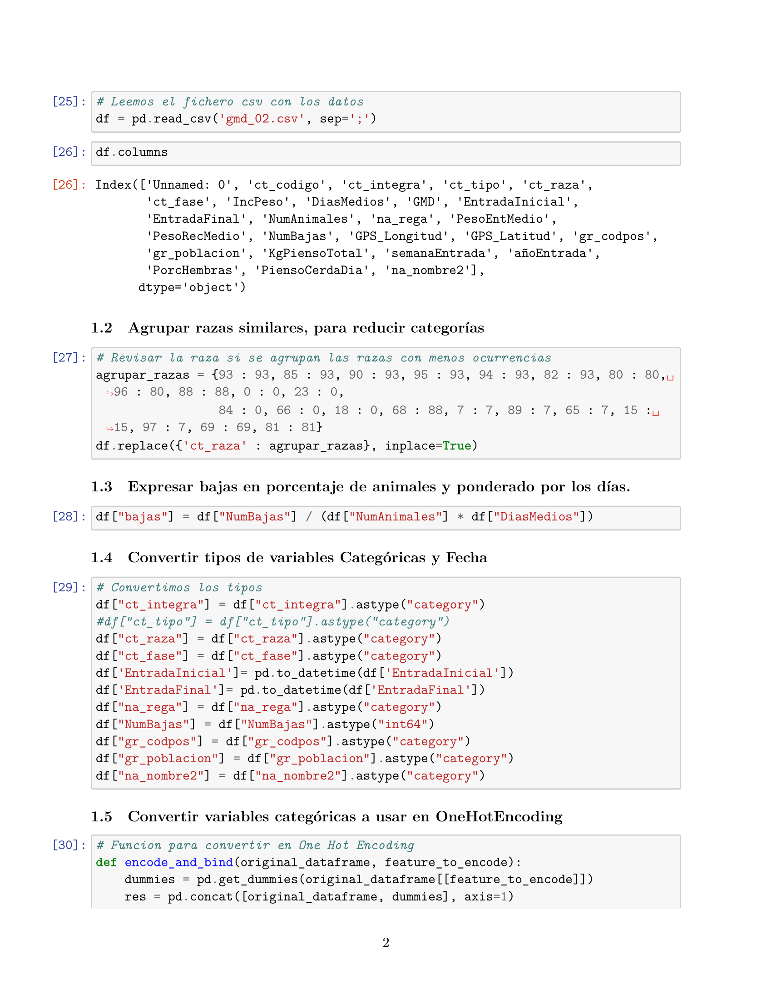 [25]: # Leemos el fichero csv con los datos
df = pd.read_csv('gmd_02.csv', sep=';')
[26]: df.columns
[26]: Index(['Unnamed: 0', 'ct_codigo', 'ct_integra', 'ct_tipo', 'ct_raza',
'ct_fase', 'IncPeso', 'DiasMedios', 'GMD', 'EntradaInicial',
'EntradaFinal', 'NumAnimales', 'na_rega', 'PesoEntMedio',
'PesoRecMedio', 'NumBajas', 'GPS_Longitud', 'GPS_Latitud', 'gr_codpos',
'gr_poblacion', 'KgPiensoTotal', 'semanaEntrada', 'añoEntrada',
'PorcHembras', 'PiensoCerdaDia', 'na_nombre2'],
dtype='object')
1.2 Agrupar razas similares, para reducir categorías
[27]: # Revisar la raza si se agrupan las razas con menos ocurrencias
agrupar_razas = {93 : 93, 85 : 93, 90 : 93, 95 : 93, 94 : 93, 82 : 93, 80 : 80,␣
↪96 : 80, 88 : 88, 0 : 0, 23 : 0,
84 : 0, 66 : 0, 18 : 0, 68 : 88, 7 : 7, 89 : 7, 65 : 7, 15 :␣
↪15, 97 : 7, 69 : 69, 81 : 81}
df.replace({'ct_raza' : agrupar_razas}, inplace=True)
1.3 Expresar bajas en porcentaje de animales y ponderado por los días.
[28]: df["bajas"] = df["NumBajas"] / (df["NumAnimales"] * df["DiasMedios"])
1.4 Convertir tipos de variables Categóricas y Fecha
[29]: # Convertimos los tipos
df["ct_integra"] = df["ct_integra"].astype("category")
#df["ct_tipo"] = df["ct_tipo"].astype("category")
df["ct_raza"] = df["ct_raza"].astype("category")
df["ct_fase"] = df["ct_fase"].astype("category")
df['EntradaInicial']= pd.to_datetime(df['EntradaInicial'])
df['EntradaFinal']= pd.to_datetime(df['EntradaFinal'])
df["na_rega"] = df["na_rega"].astype("category")
df["NumBajas"] = df["NumBajas"].astype("int64")
df["gr_codpos"] = df["gr_codpos"].astype("category")
df["gr_poblacion"] = df["gr_poblacion"].astype("category")
df["na_nombre2"] = df["na_nombre2"].astype("category")
1.5 Convertir variables categóricas a usar en OneHotEncoding
[30]: # Funcion para convertir en One Hot Encoding
def encode_and_bind(original_dataframe, feature_to_encode):
dummies = pd.get_dummies(original_dataframe[[feature_to_encode]])
res = pd.concat([original_dataframe, dummies], axis=1)
2